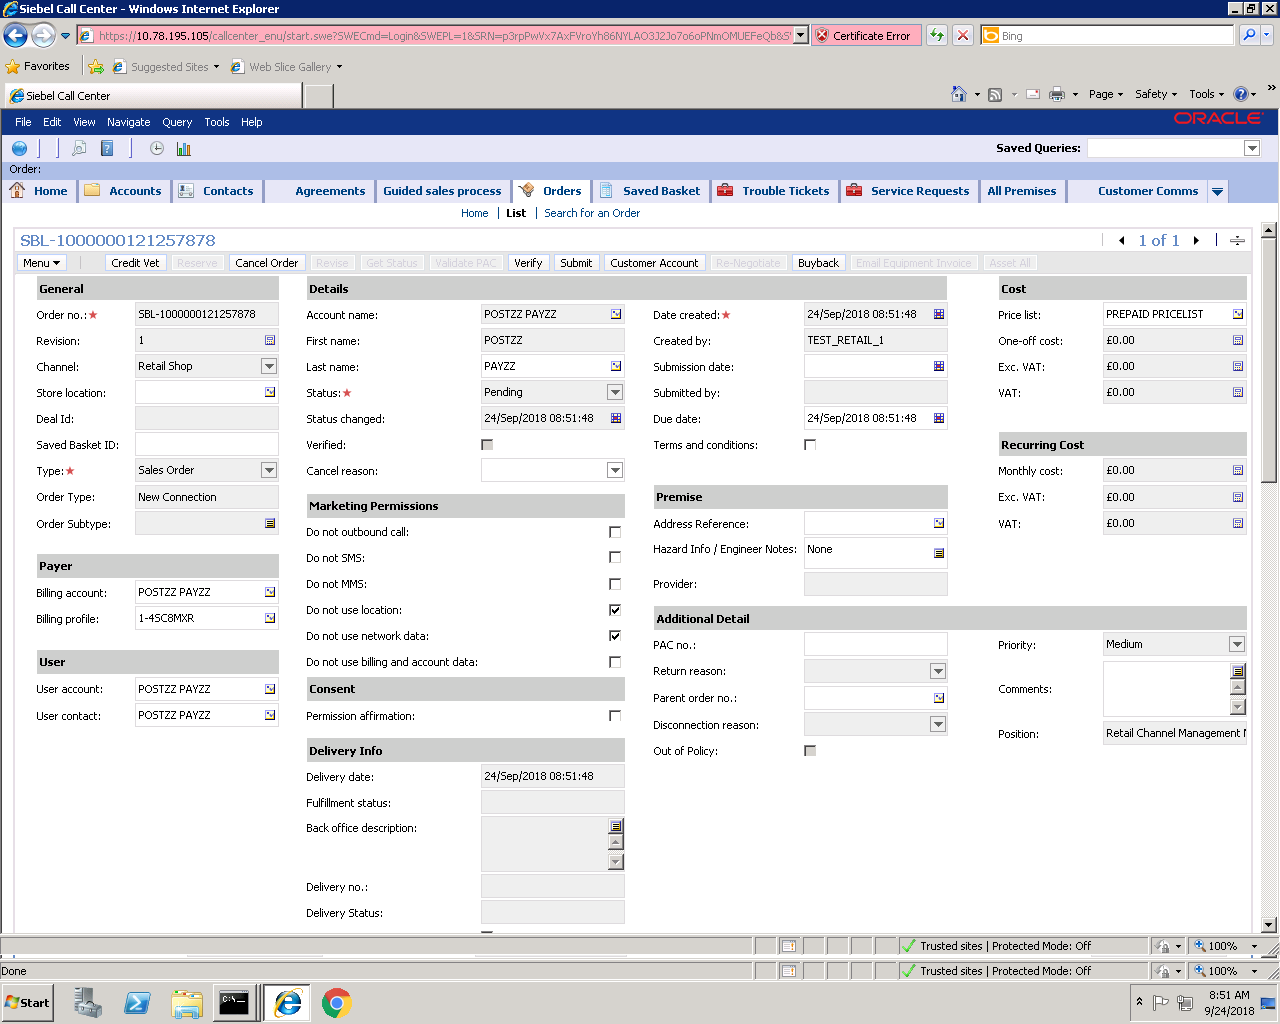 Siebel Call Center - Windows Internet Explorer
https://10.78.195.105/callcenter_enu/start.swe?SWECmd=Login&SWEPL=1&SRN=
Certificate Error
Bing
Favorites Suggested Sites Web Slice Gallery
Siebel Call Center
Page Safety Tools
File Edit View Navigate Query Tools Help
ORACLE
Saved Queries:
Order:
Home Accounts Contacts Agreements Guided sales process Orders Saved Basket Trouble Tickets Service Requests All Premises Customer Comms
Home List Search for an Order
SBL-1000000121257878
1 of 1
Menu Credit Vet Reserve Cancel Order Revise Get Status Validate PAC Verify Submit Customer Account Re-Negotiate Buyback Email Equipment Invoice Asset All
General
Order no.:★ SBL-1000000121257878
Revision: 1
Channel: Retail Shop
Store location:
Deal Id:
Saved Basket ID:
Type:★ Sales Order
Order Type: New Connection
Order Subtype:
Payer
Billing account: POSTZZ PAYZZ
Billing profile: 1-4SC8MXR
User
User account: POSTZZ PAYZZ
User contact: POSTZZ PAYZZ
Details
Account name: POSTZZ PAYZZ
First name: POSTZZ
Last name: PAYZZ
Status:★ Pending
Status changed: 24/Sep/2018 08:51:48
Verified:
Cancel reason:
Marketing Permissions
Do not outbound call:
Do not SMS:
Do not MMS:
Do not use location:
Do not use network data:
Do not use billing and account data:
Consent
Permission affirmation:
Delivery Info
Delivery date: 24/Sep/2018 08:51:48
Fulfillment status:
Back office description:
Delivery no.:
Delivery Status:
Date created:★ 24/Sep/2018 08:51:48
Created by: TEST_RETAIL_1
Submission date:
Submitted by:
Due date: 24/Sep/2018 08:51:48
Terms and conditions:
Premise
Address Reference:
Hazard Info / Engineer Notes: None
Provider:
Additional Detail
PAC no.:
Return reason:
Parent order no.:
Disconnection reason:
Out of Policy:
Priority: Medium
Comments:
Position: Retail Channel Management
Cost
Price list: PREPAID PRICELIST
One-off cost: £0.00
Exc. VAT: £0.00
VAT: £0.00
Recurring Cost
Monthly cost: £0.00
Exc. VAT: £0.00
VAT: £0.00
Trusted sites | Protected Mode: Off 100%
Done
Trusted sites | Protected Mode: Off 100%
Start
8:51 AM
9/24/2018